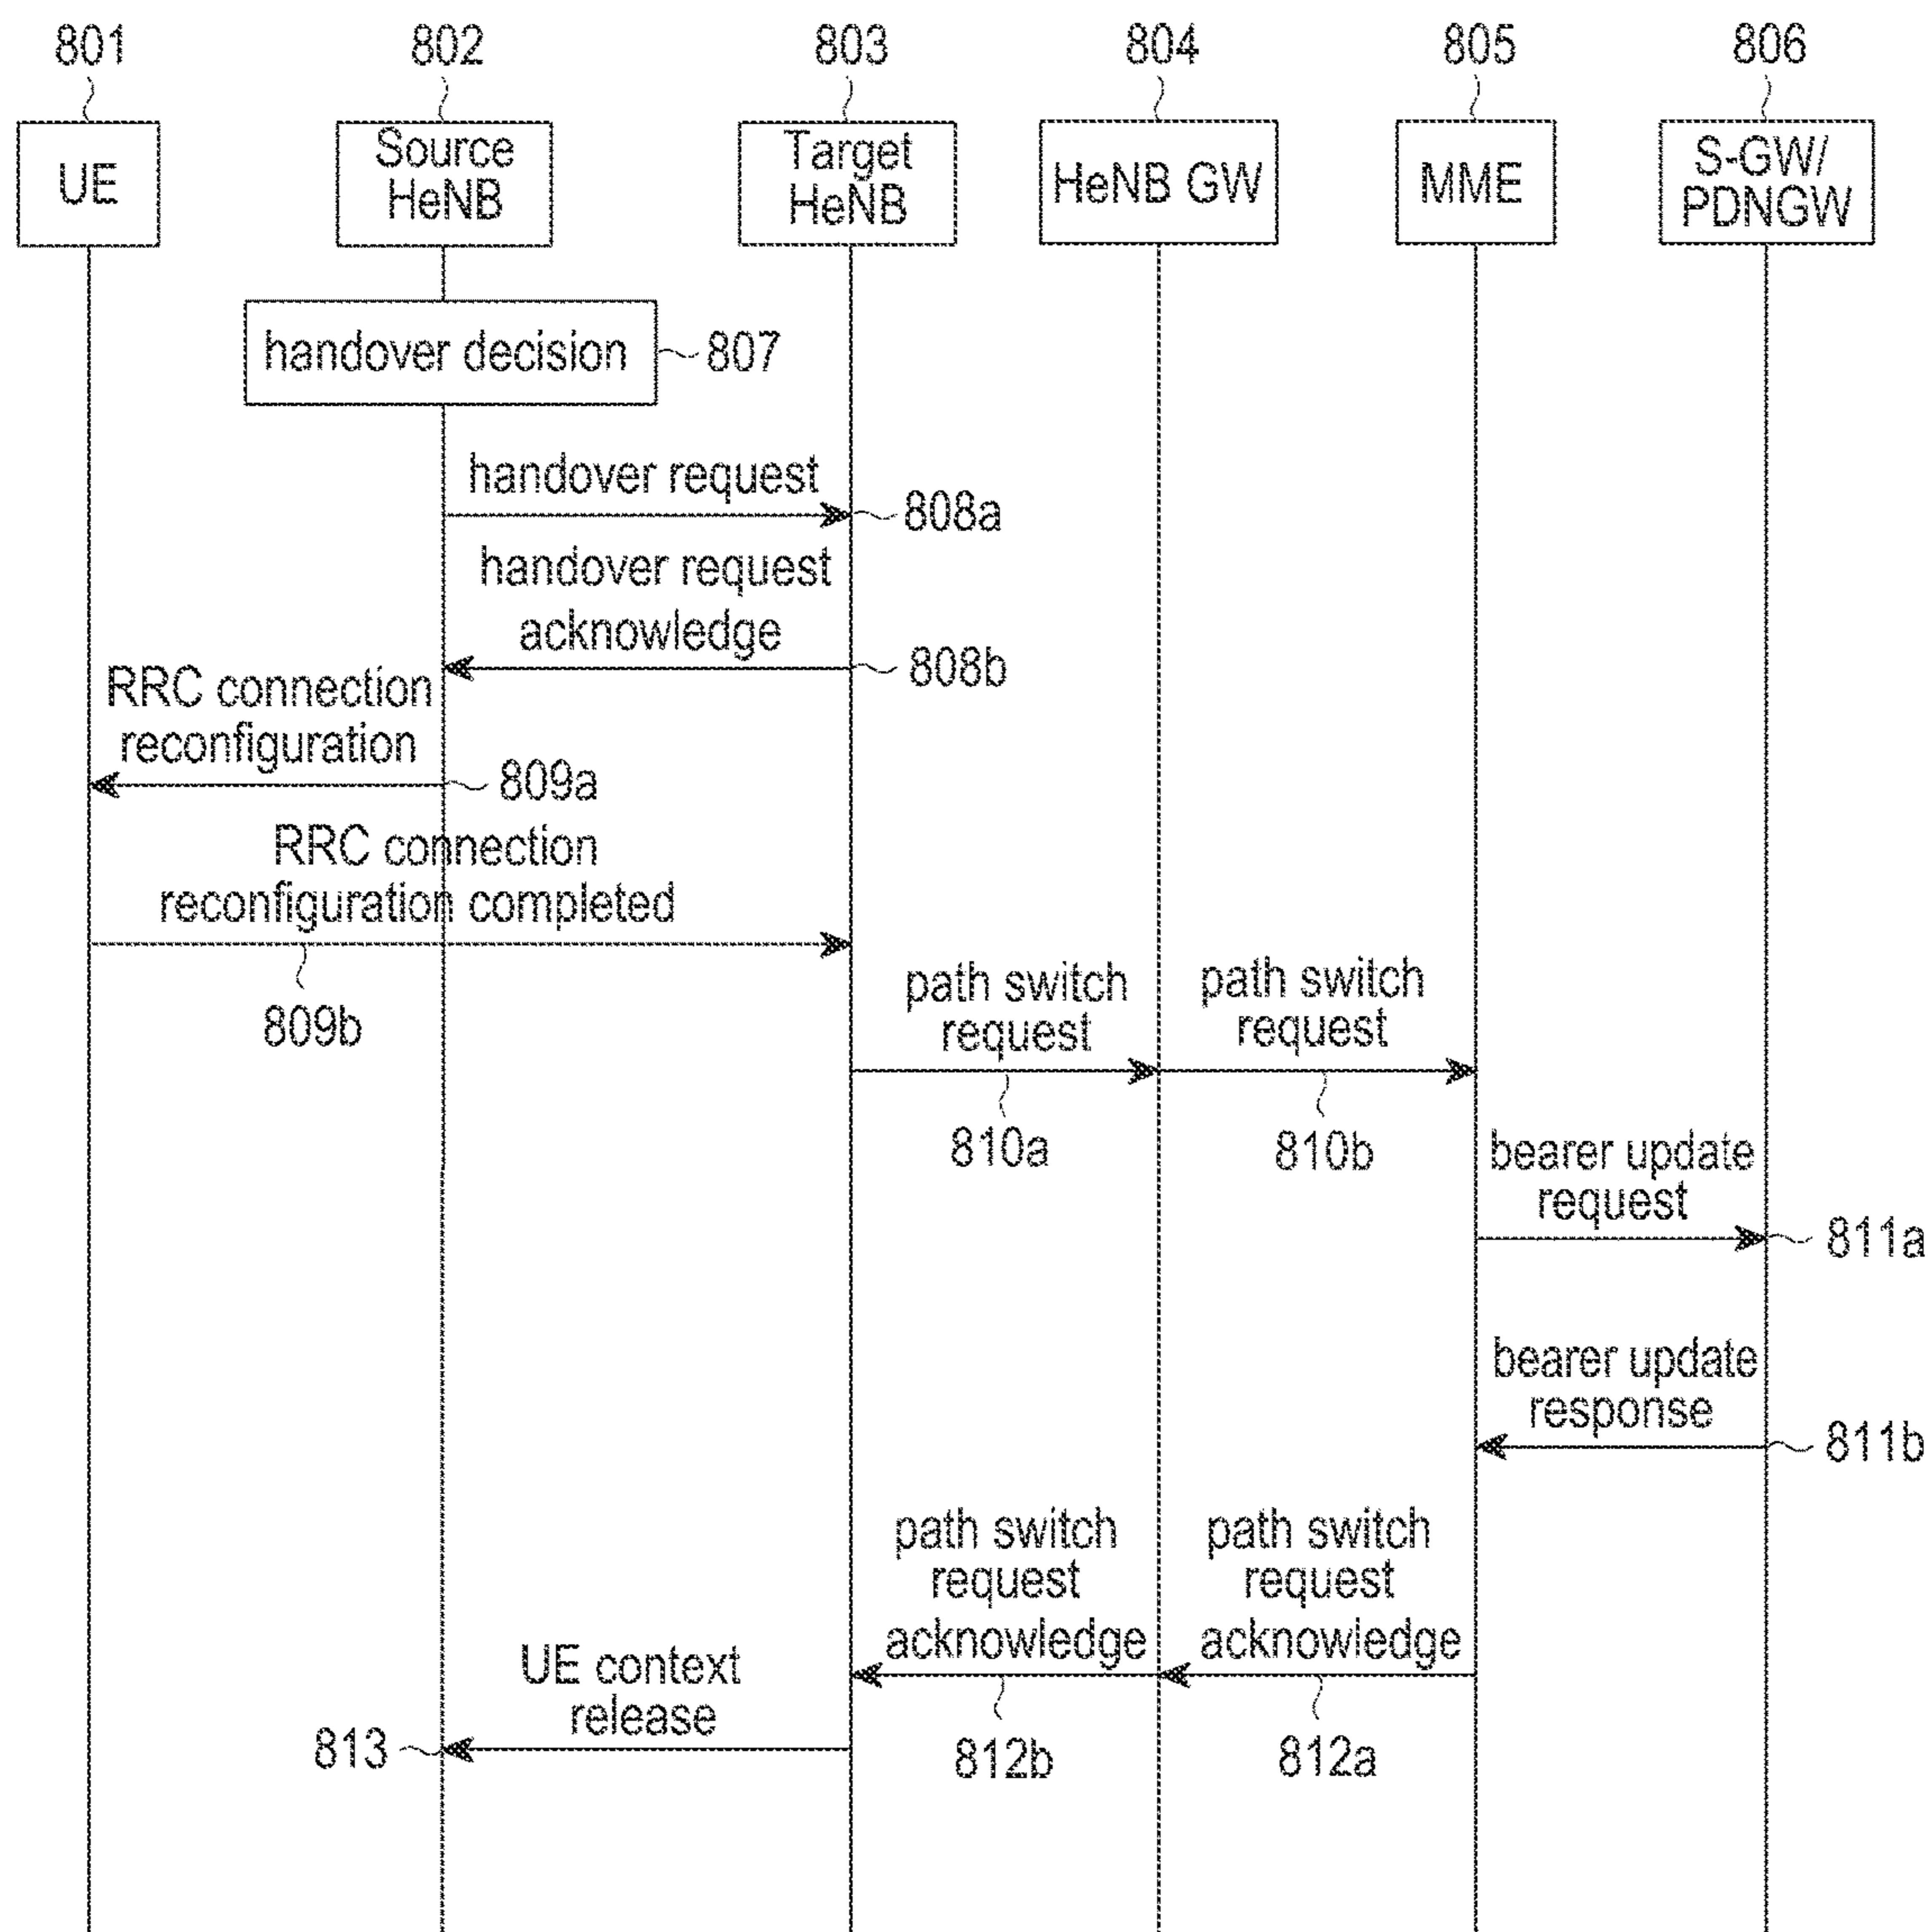 801
802
803
804
805
806
UE
Source
HeNB
Target
HeNB
HeNB GW
MME
S-GW/
PDNGW
handover decision
807
handover request
808a
handover request
acknowledge
808b
RRC connection
reconfiguration
809a
RRC connection
reconfiguration completed
809b
path switch
request
810a
path switch
request
810b
bearer update
request
811a
bearer update
response
811b
path switch
request
acknowledge
812b
path switch
request
acknowledge
812a
UE context
release
813